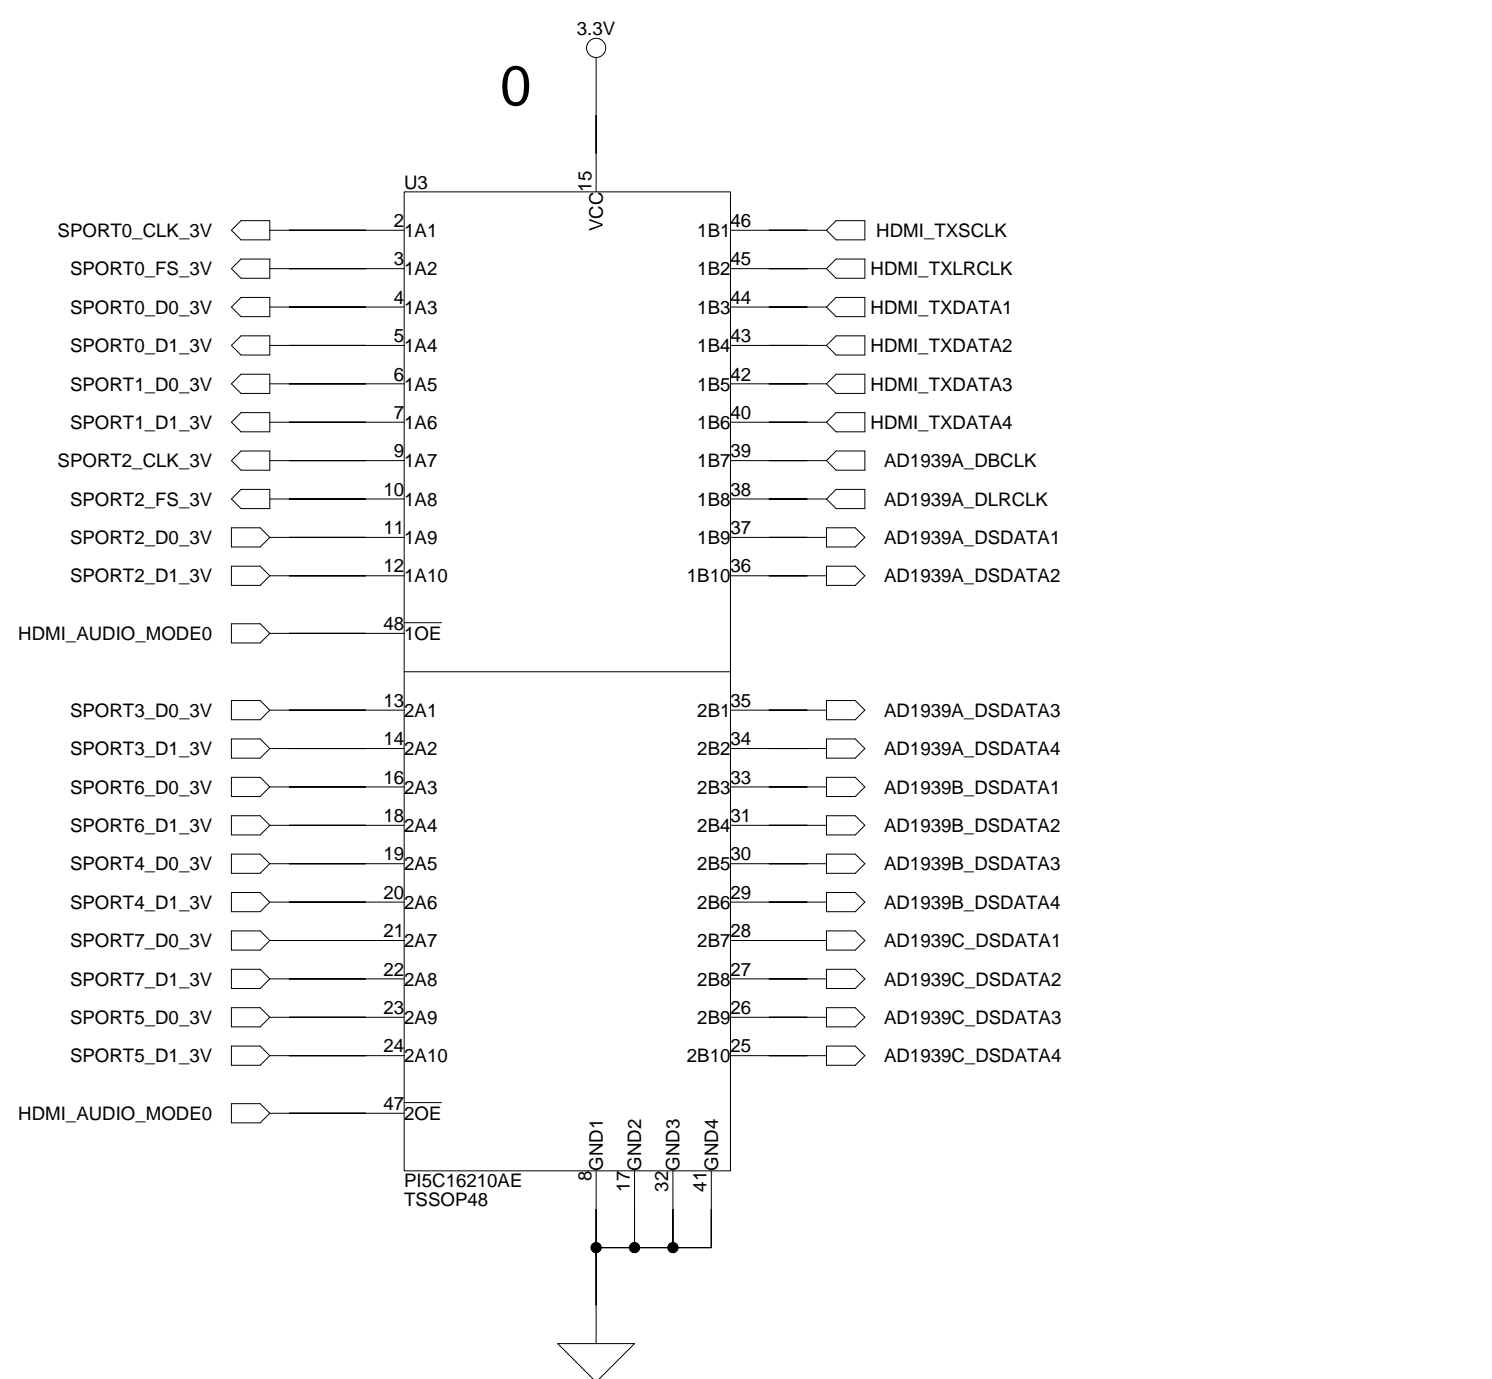 3.3V
0
15
VCC
U3
SPORT0_CLK_3V 2 1A1 1B1 46 HDMI_TXSCLK
SPORT0_FS_3V 3 1A2 1B2 45 HDMI_TXLRCLK
SPORT0_D0_3V 4 1A3 1B3 44 HDMI_TXDATA1
SPORT0_D1_3V 5 1A4 1B4 43 HDMI_TXDATA2
SPORT1_D0_3V 6 1A5 1B5 42 HDMI_TXDATA3
SPORT1_D1_3V 7 1A6 1B6 40 HDMI_TXDATA4
SPORT2_CLK_3V 9 1A7 1B7 39 AD1939A_DBCLK
SPORT2_FS_3V 10 1A8 1B8 38 AD1939A_DLRCLK
SPORT2_D0_3V 11 1A9 1B9 37 AD1939A_DSDATA1
SPORT2_D1_3V 12 1A10 1B10 36 AD1939A_DSDATA2
HDMI_AUDIO_MODE0 48 1OE
SPORT3_D0_3V 13 2A1 2B1 35 AD1939A_DSDATA3
SPORT3_D1_3V 14 2A2 2B2 34 AD1939A_DSDATA4
SPORT6_D0_3V 16 2A3 2B3 33 AD1939B_DSDATA1
SPORT6_D1_3V 18 2A4 2B4 31 AD1939B_DSDATA2
SPORT4_D0_3V 19 2A5 2B5 30 AD1939B_DSDATA3
SPORT4_D1_3V 20 2A6 2B6 29 AD1939B_DSDATA4
SPORT7_D0_3V 21 2A7 2B7 28 AD1939C_DSDATA1
SPORT7_D1_3V 22 2A8 2B8 27 AD1939C_DSDATA2
SPORT5_D0_3V 23 2A9 2B9 26 AD1939C_DSDATA3
SPORT5_D1_3V 24 2A10 2B10 25 AD1939C_DSDATA4
HDMI_AUDIO_MODE0 47 2OE
GND1 GND2 GND3 GND4
8 17 32 41
PI5C16210AE
TSSOP48